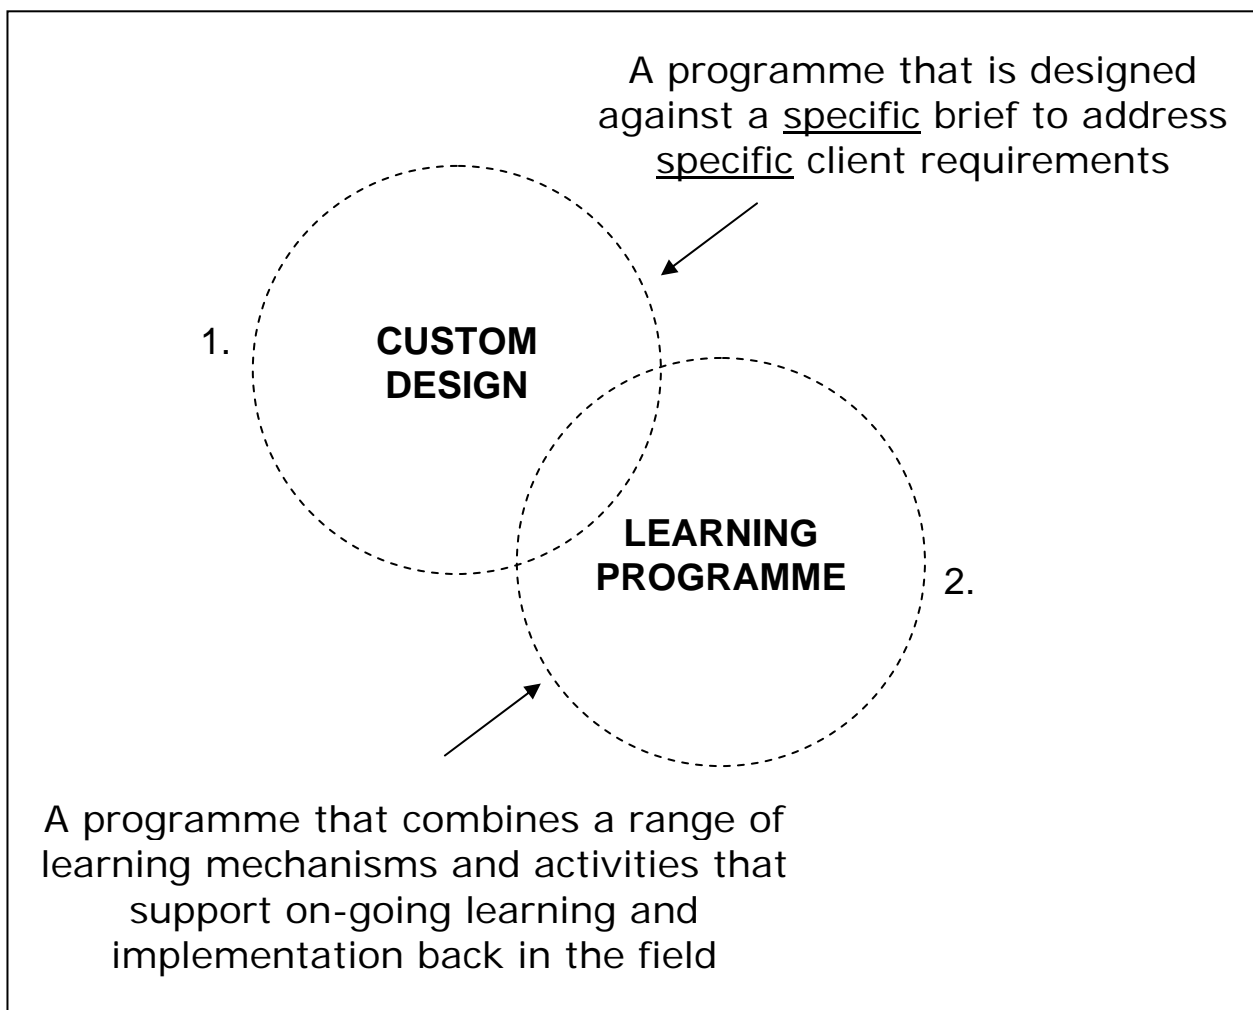 A programme that is designed
against a specific brief to address
specific client requirements
1.
CUSTOM
DESIGN
LEARNING
PROGRAMME
2.
A programme that combines a range of
learning mechanisms and activities that
support on-going learning and
implementation back in the field